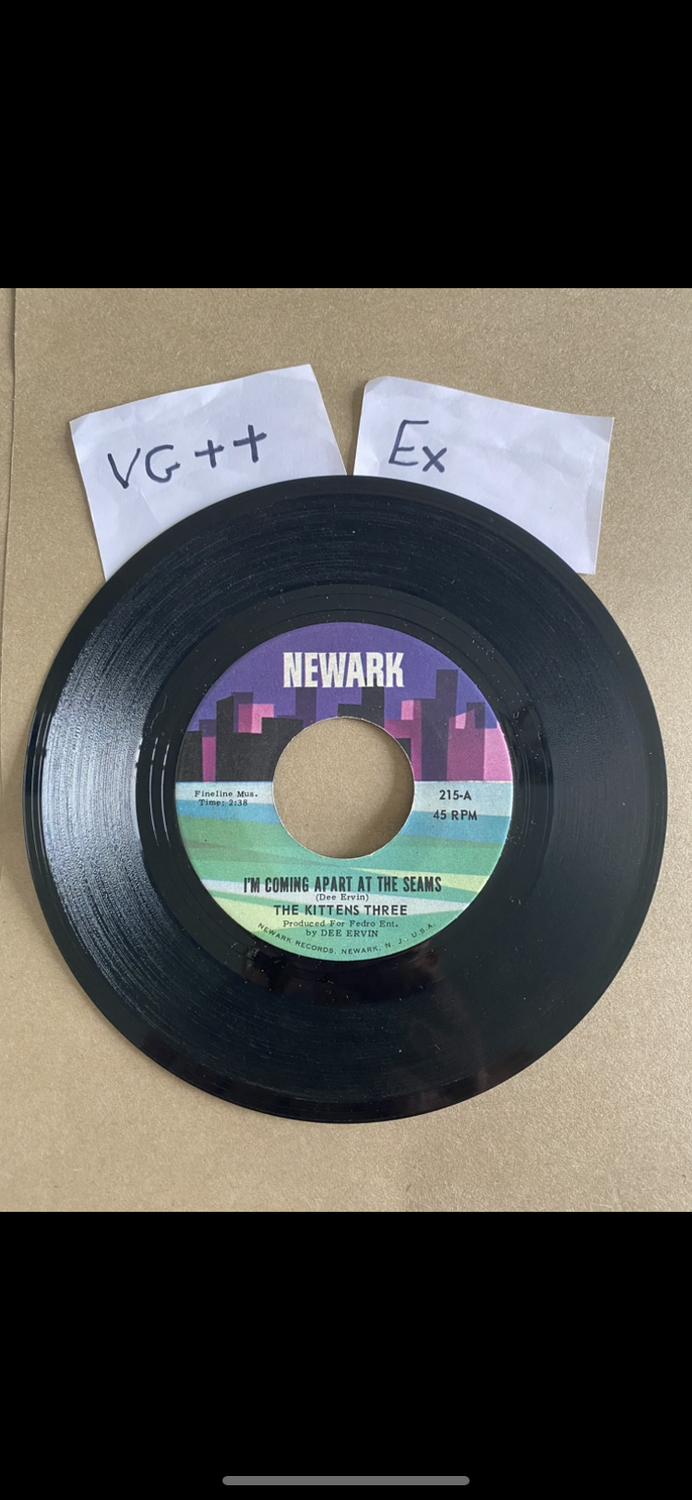 VG++
Ex
NEWARK
Fineline Mus.
Time: 2:38
215-A
45 RPM
I'M COMING APART AT THE SEAMS
(Dee Ervin)
THE KITTENS THREE
Produced For Fedro Ent.
by DEE ERVIN
NEWARK RECORDS, NEWARK, N. J., U.S.A.